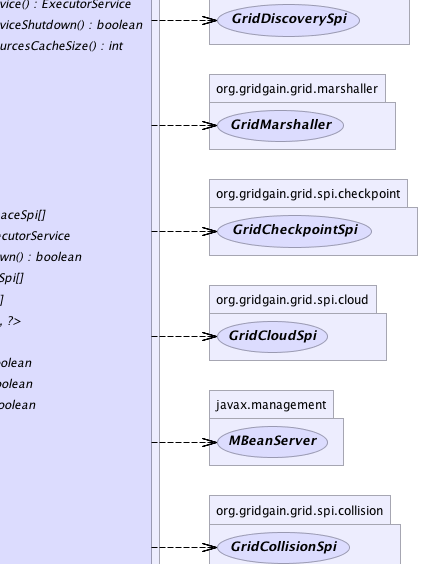 vice() : ExecutorService
viceShutdown() : boolean
urcesCacheSize() : int
aceSpi[]
ecutorService
wn() : boolean
Spi[]
]
, ?>
oolean
oolean
oolean
GridDiscoverySpi
org.gridgain.grid.marshaller
GridMarshaller
org.gridgain.grid.spi.checkpoint
GridCheckpointSpi
org.gridgain.grid.spi.cloud
GridCloudSpi
javax.management
MBeanServer
org.gridgain.grid.spi.collision
GridCollisionSpi